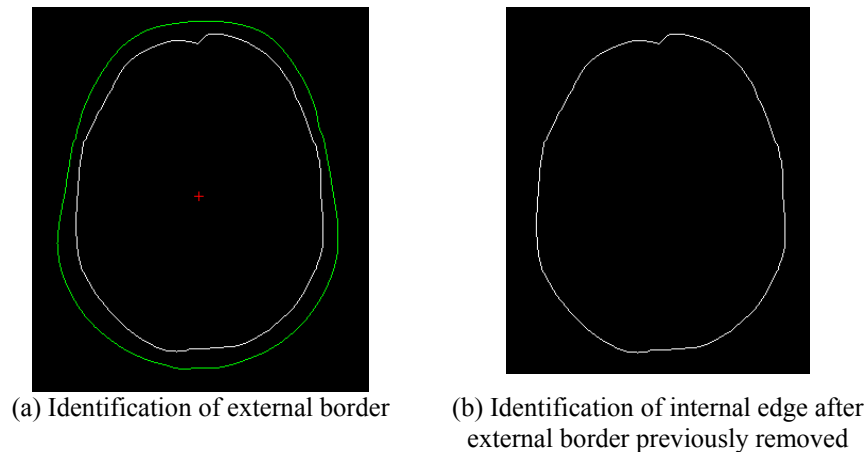 (a) Identification of external border
(b) Identification of internal edge after
external border previously removed